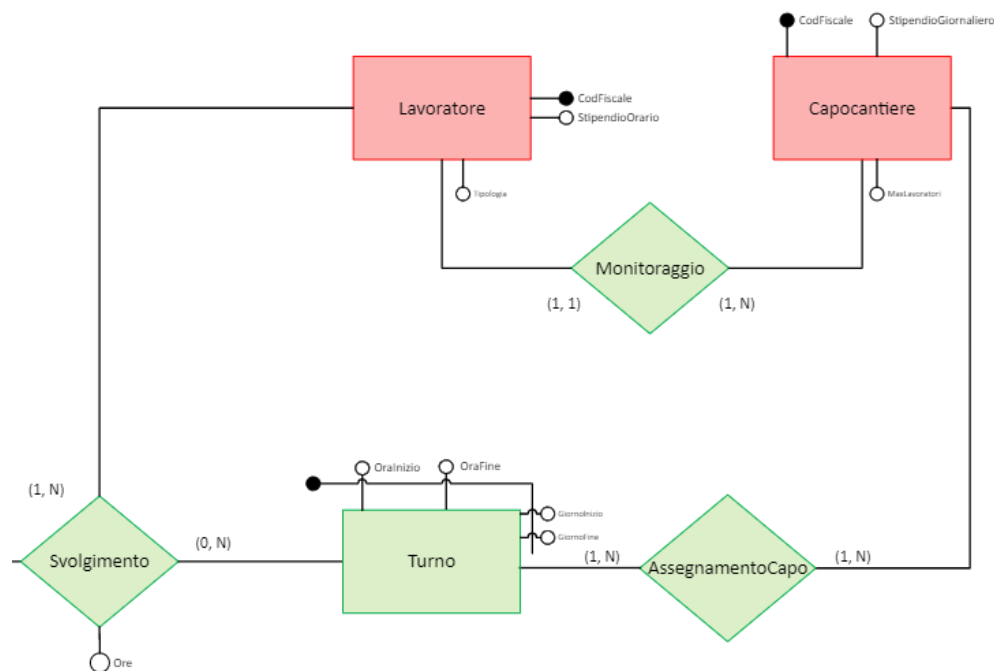 CodFiscale
StipendioGiornaliero
Lavoratore
CodFiscale
StipendioOrario
Capocantiere
Tipologia
MaxLavoratori
Monitoraggio
(1, 1)
(1, N)
OraInizio
OraFine
(1, N)
GiornoInizio
GiornoFine
(0, N)
(1, N)
(1, N)
Svolgimento
Turno
AssegnamentoCapo
Ore